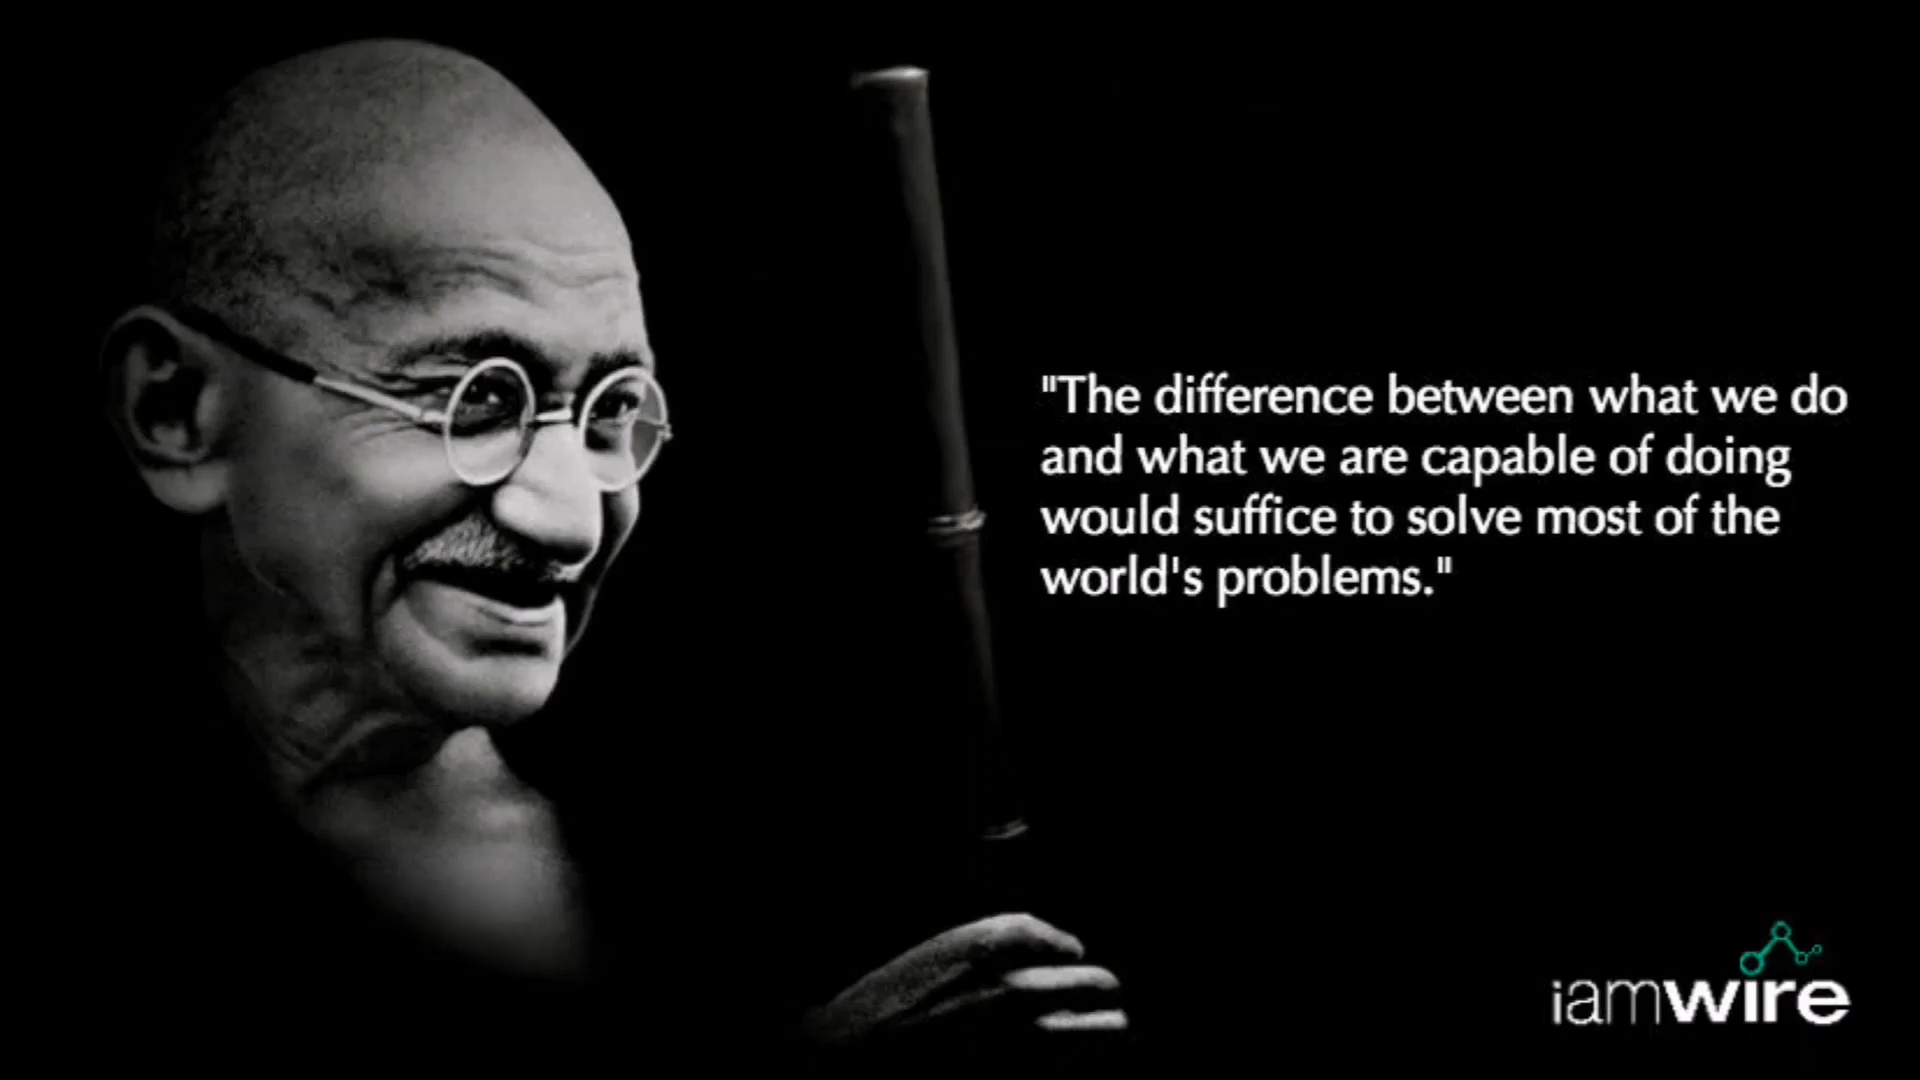 "The difference between what we do
and what we are capable of doing
would suffice to solve most of the
world's problems."
iamwire